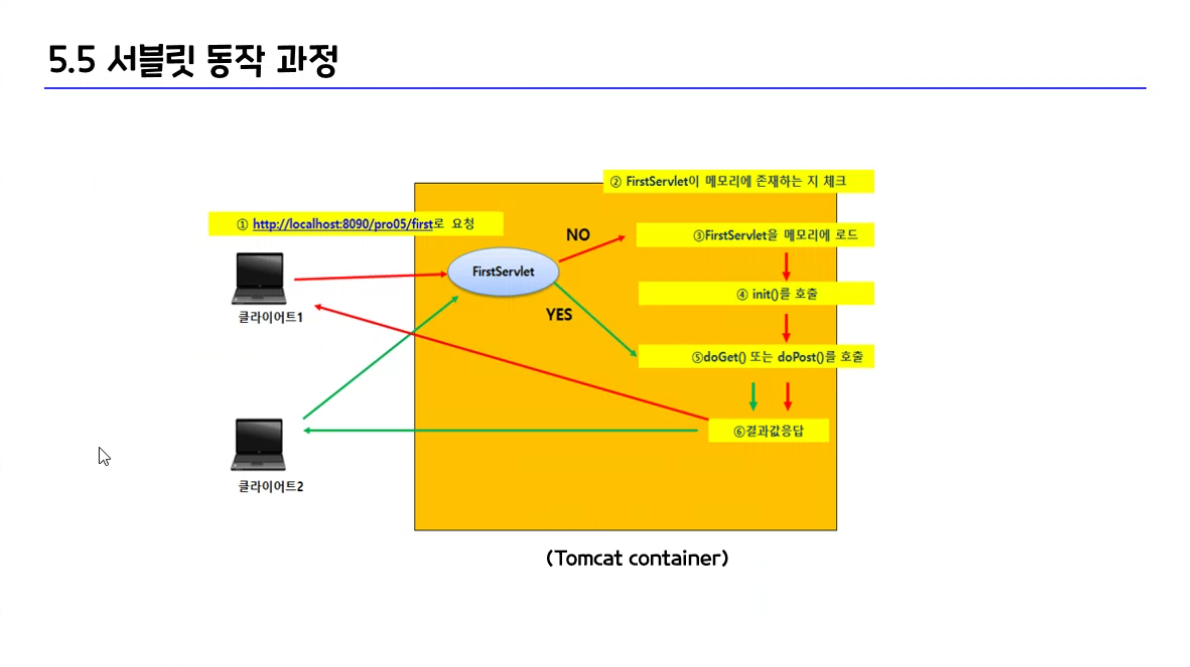 5.5 서블릿 동작 과정
② FirstServlet이 메모리에 존재하는 지 체크
① http://localhost:8090/pro05/first로 요청
NO
③FirstServlet을 메모리에 로드
FirstServlet
④ init()를 호출
클라이어트1
YES
⑤doGet() 또는 doPost()를 호출
⑥결과값응답
클라이어트2
(Tomcat container)